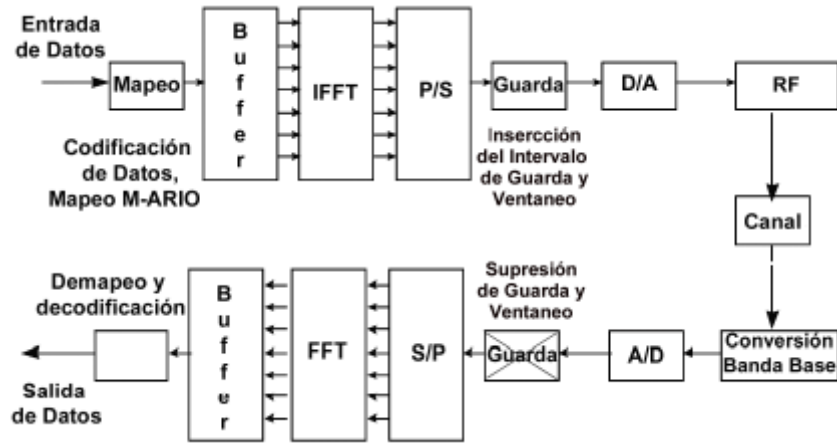 Entrada
de Datos
Mapeo
Codificación
de Datos,
Mapeo M-ARIO
B
u
f
f
e
r
IFFT
P/S
Guarda
Insercción
del Intervalo
de Guarda y
Ventaneo
D/A
RF
Canal
Conversión
Banda Base
A/D
Supresión
de Guarda y
Ventaneo
Guarda
S/P
FFT
B
u
f
f
e
r
Demapeo y
decodificación
Salida
de Datos